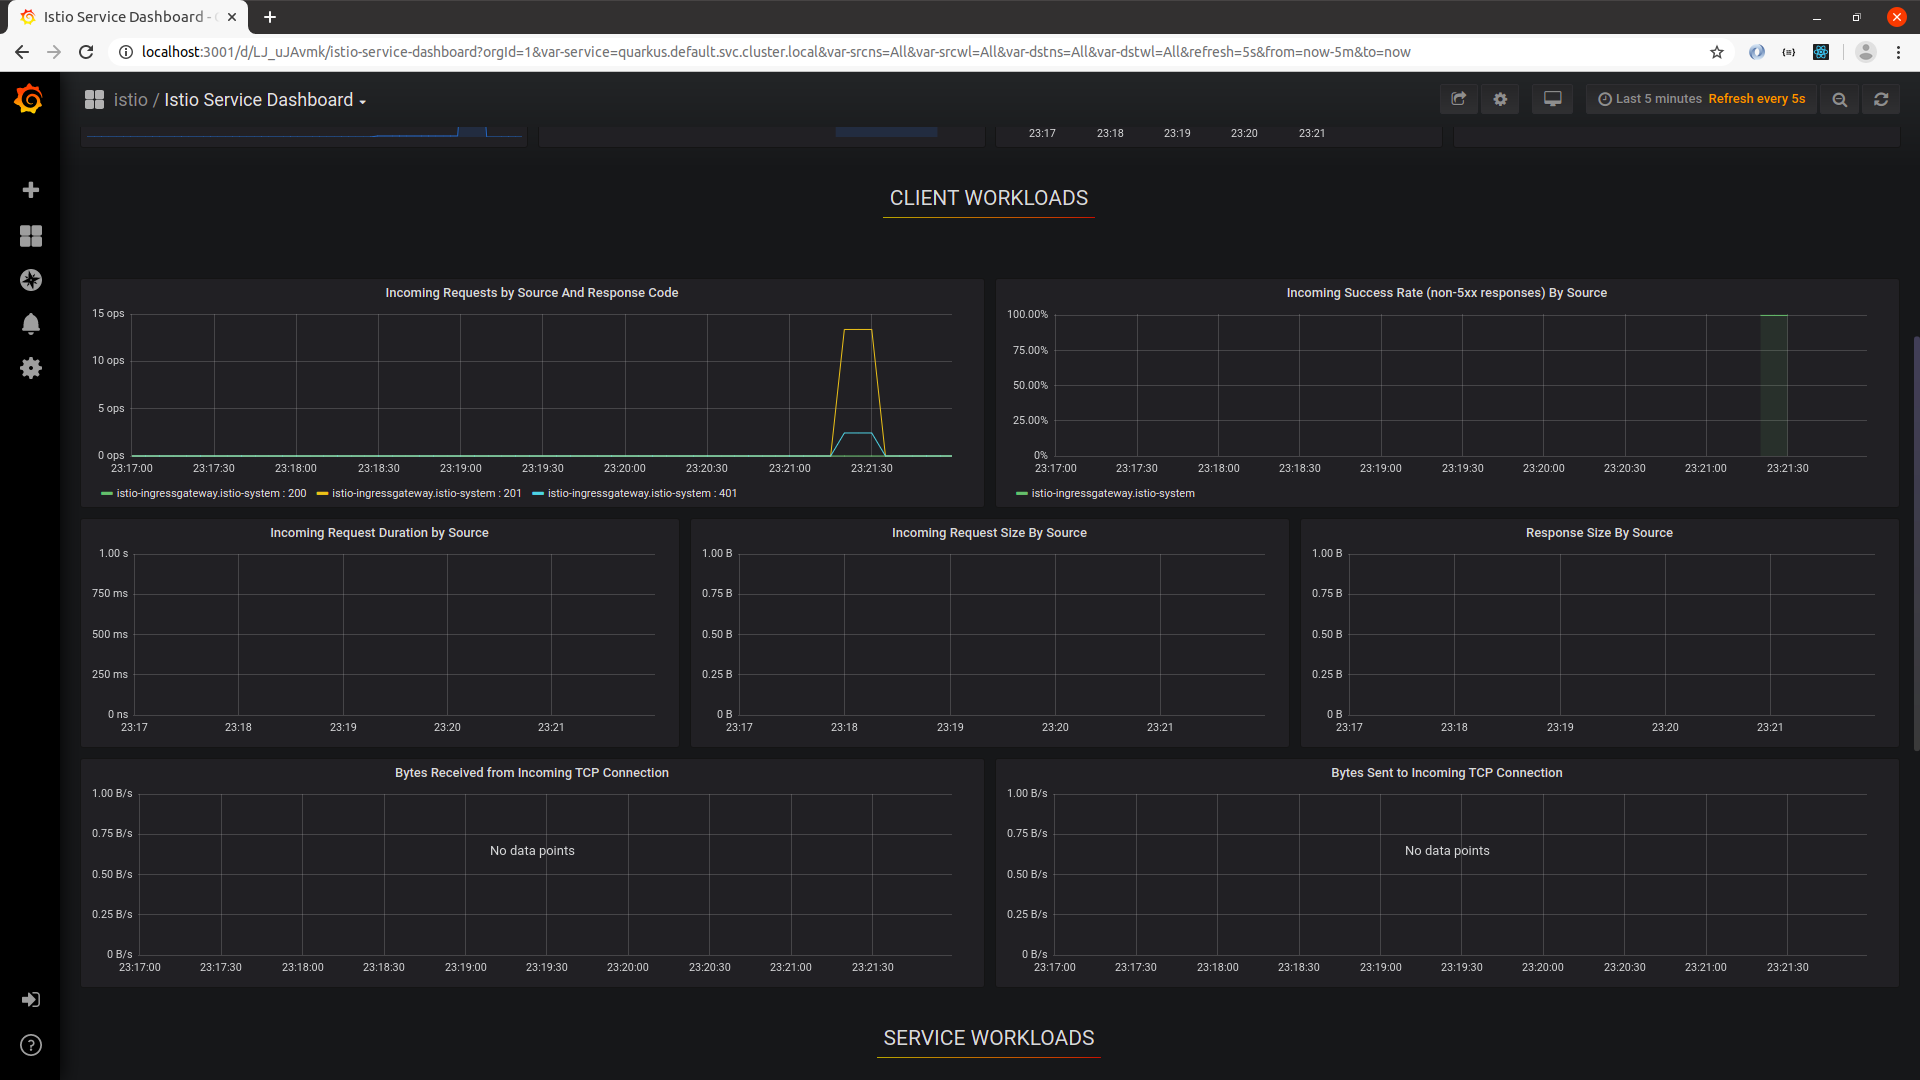 Istio Service Dashboard -
localhost:3001/d/LJ_uJAvmk/istio-service-dashboard?orgId=1&var-service=quarkus.default.svc.cluster.local&var-srcns=All&var-srcwl=All&var-dstns=All&var-dstwl=All&refresh=5s&from=now-5m&to=now
istio / Istio Service Dashboard
Last 5 minutes Refresh every 5s
23:17 23:18 23:19 23:20 23:21
CLIENT WORKLOADS
Incoming Requests by Source And Response Code
15 ops
10 ops
5 ops
0 ops
23:17:00 23:17:30 23:18:00 23:18:30 23:19:00 23:19:30 23:20:00 23:20:30 23:21:00 23:21:30
istio-ingressgateway.istio-system : 200 istio-ingressgateway.istio-system : 201 istio-ingressgateway.istio-system : 401
Incoming Success Rate (non-5xx responses) By Source
100.00%
75.00%
50.00%
25.00%
0%
23:17:00 23:17:30 23:18:00 23:18:30 23:19:00 23:19:30 23:20:00 23:20:30 23:21:00 23:21:30
istio-ingressgateway.istio-system
Incoming Request Duration by Source
1.00 s
750 ms
500 ms
250 ms
0 ns
23:17 23:18 23:19 23:20 23:21
Incoming Request Size By Source
1.00 B
0.75 B
0.50 B
0.25 B
0 B
23:17 23:18 23:19 23:20 23:21
Response Size By Source
1.00 B
0.75 B
0.50 B
0.25 B
0 B
23:17 23:18 23:19 23:20 23:21
Bytes Received from Incoming TCP Connection
1.00 B/s
0.75 B/s
No data points
0.50 B/s
0.25 B/s
0 B/s
23:17:00 23:17:30 23:18:00 23:18:30 23:19:00 23:19:30 23:20:00 23:20:30 23:21:00 23:21:30
Bytes Sent to Incoming TCP Connection
1.00 B/s
0.75 B/s
No data points
0.50 B/s
0.25 B/s
0 B/s
23:17:00 23:17:30 23:18:00 23:18:30 23:19:00 23:19:30 23:20:00 23:20:30 23:21:00 23:21:30
SERVICE WORKLOADS